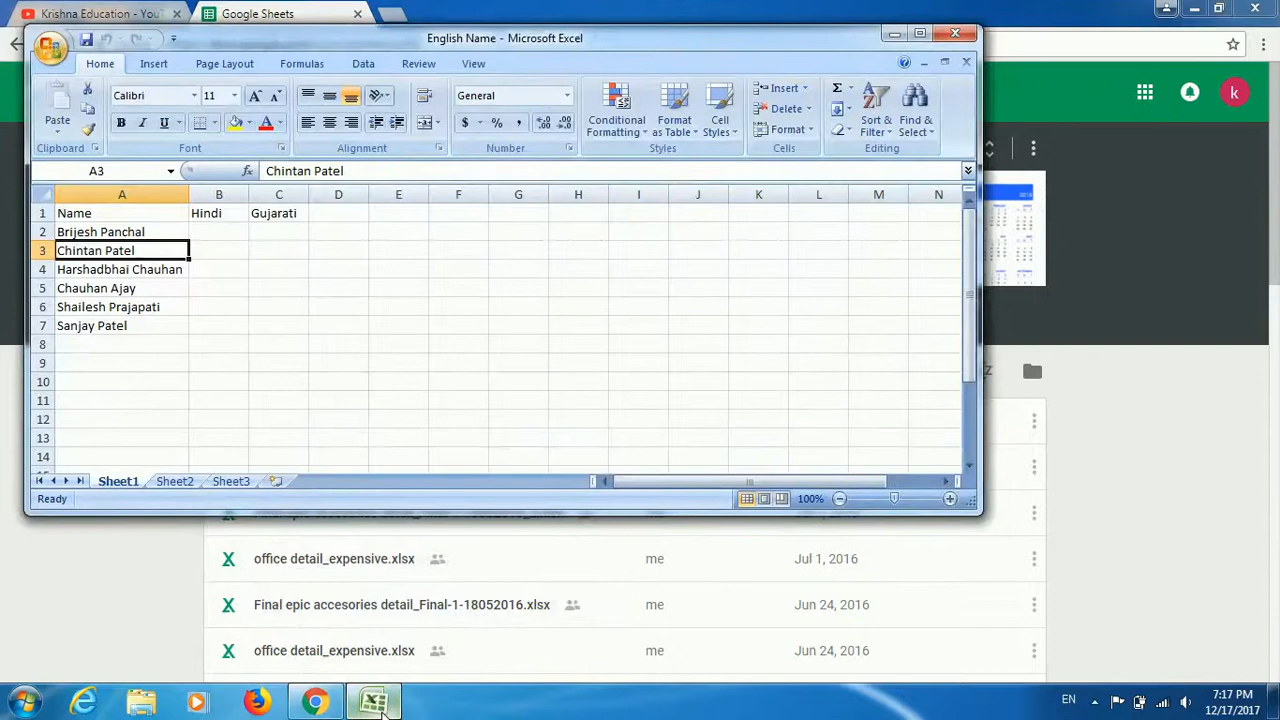 Krishna Education - You
Google Sheets
English Name - Microsoft Excel
Home Insert Page Layout Formulas Data Review View
Paste
Calibri 11
General
Conditional Formatting
Format as Table
Cell Styles
Insert
Delete
Format
Sort & Filter
Find & Select
Clipboard Font Alignment Number Styles Cells Editing
A3 fx Chintan Patel
A B C D E F G H I J K L M N
1 Name Hindi Gujarati
2 Brijesh Panchal
3 Chintan Patel
4 Harshadbhai Chauhan
5 Chauhan Ajay
6 Shailesh Prajapati
7 Sanjay Patel
8
9
10
11
12
13
14
Sheet1 Sheet2 Sheet3
Ready 100%
k
office detail_expensive.xlsx me Jul 1, 2016
Final epic accesories detail_Final-1-18052016.xlsx me Jun 24, 2016
office detail_expensive.xlsx me Jun 24, 2016
EN 7:17 PM
12/17/2017